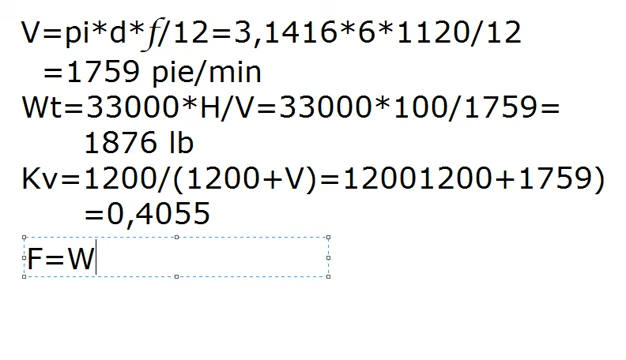 V=pi*d*f/12=3,1416*6*1120/12
=1759 pie/min
Wt=33000*H/V=33000*100/1759=
1876 lb
Kv=1200/(1200+V)=12001200+1759)
=0,4055
F=W